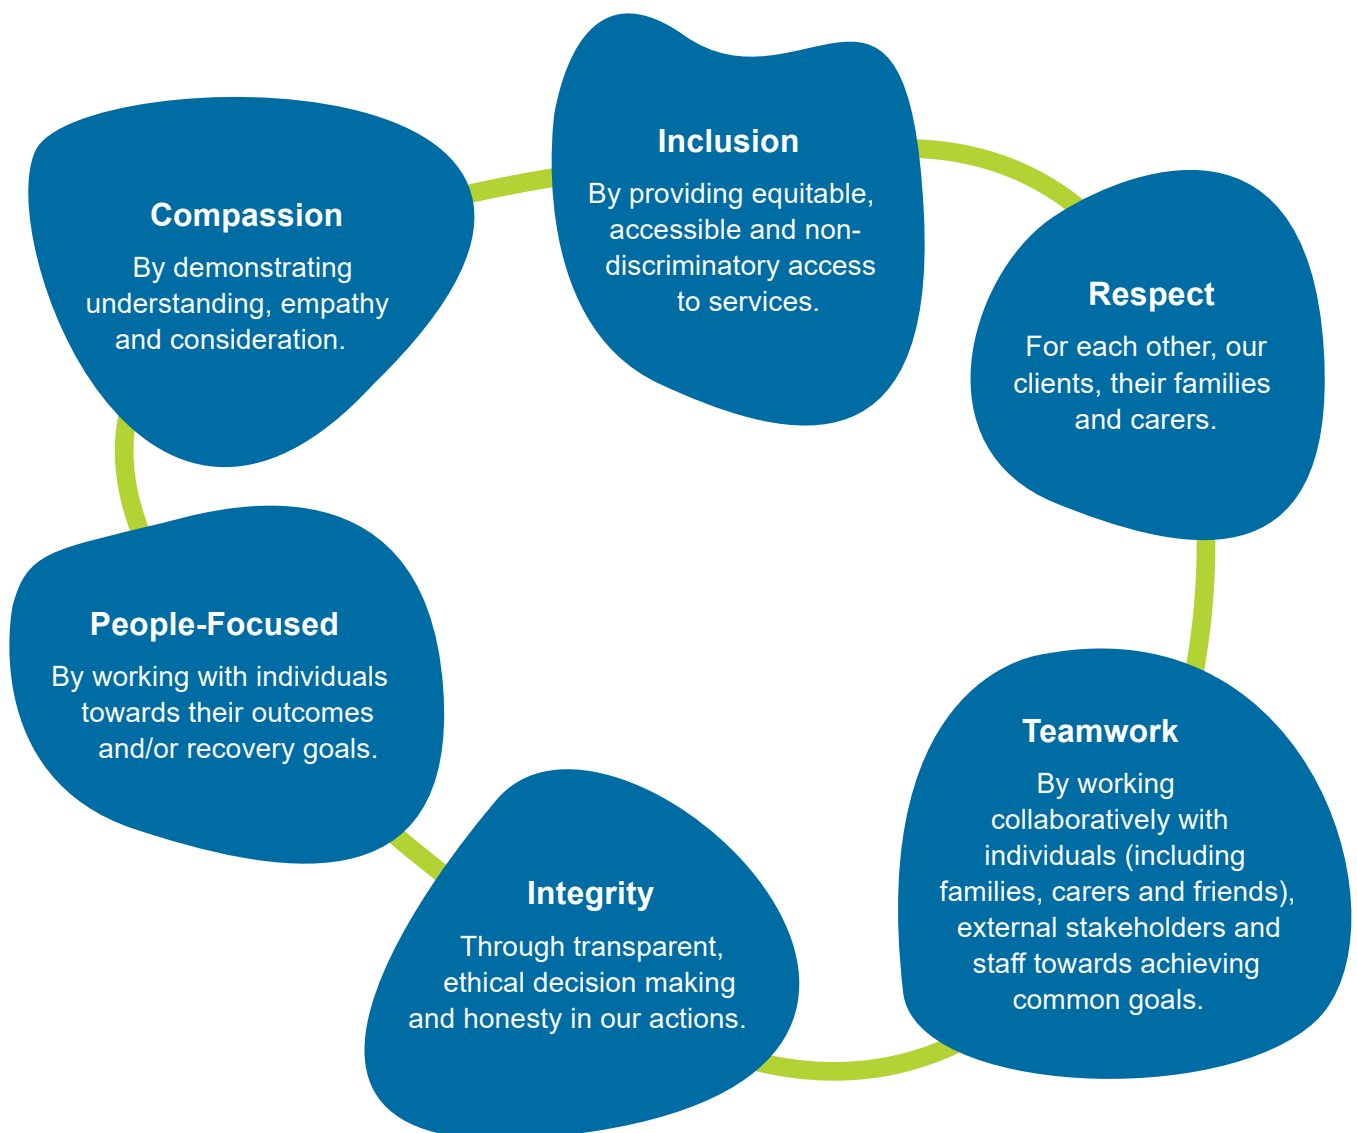 Inclusion
By providing equitable,
accessible and non-
discriminatory access
to services.
Respect
For each other, our
clients, their families
and carers.
Teamwork
By working
collaboratively with
individuals (including
families, carers and friends),
external stakeholders and
staff towards achieving
common goals.
Integrity
Through transparent,
ethical decision making
and honesty in our actions.
People-Focused
By working with individuals
towards their outcomes
and/or recovery goals.
Compassion
By demonstrating
understanding, empathy
and consideration.